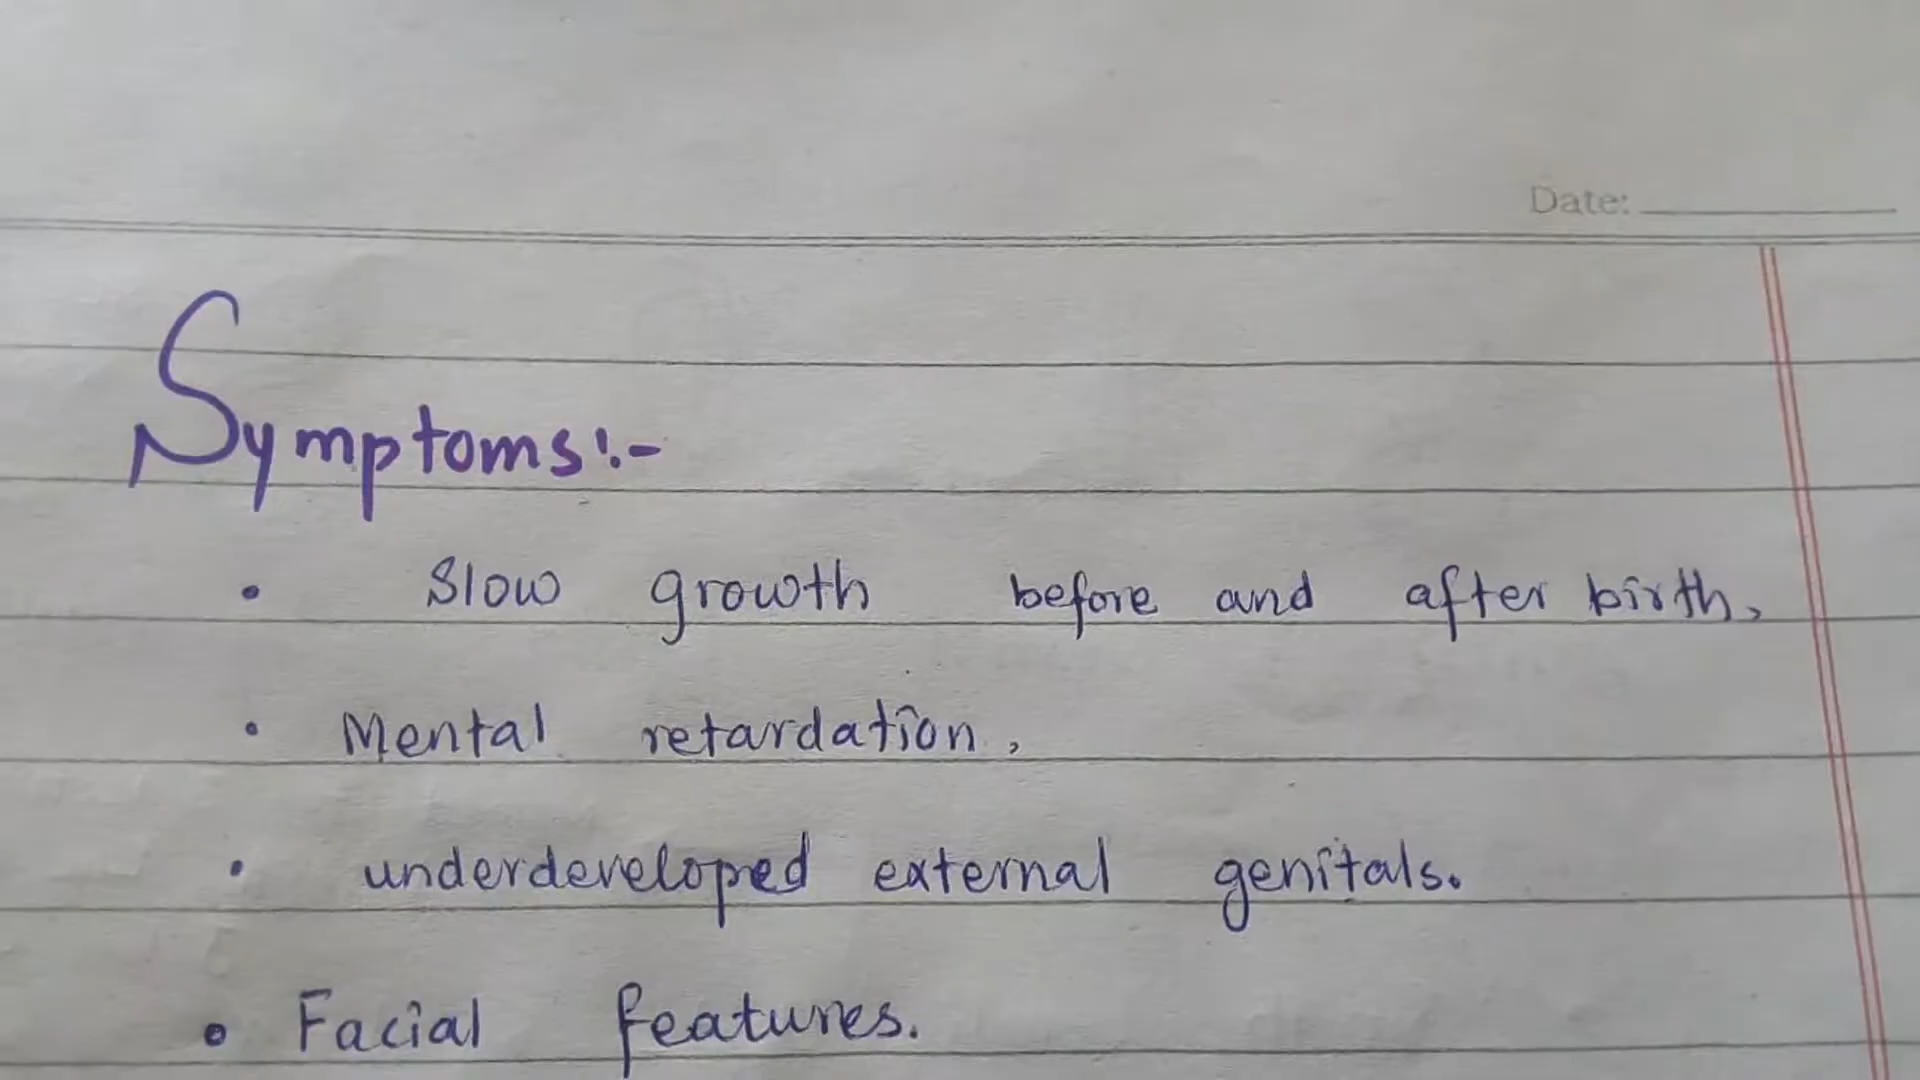 Date:
Symptoms:-
• Slow growth before and after birth,
• Mental retardation,
• underdeveloped external genitals.
• Facial features.